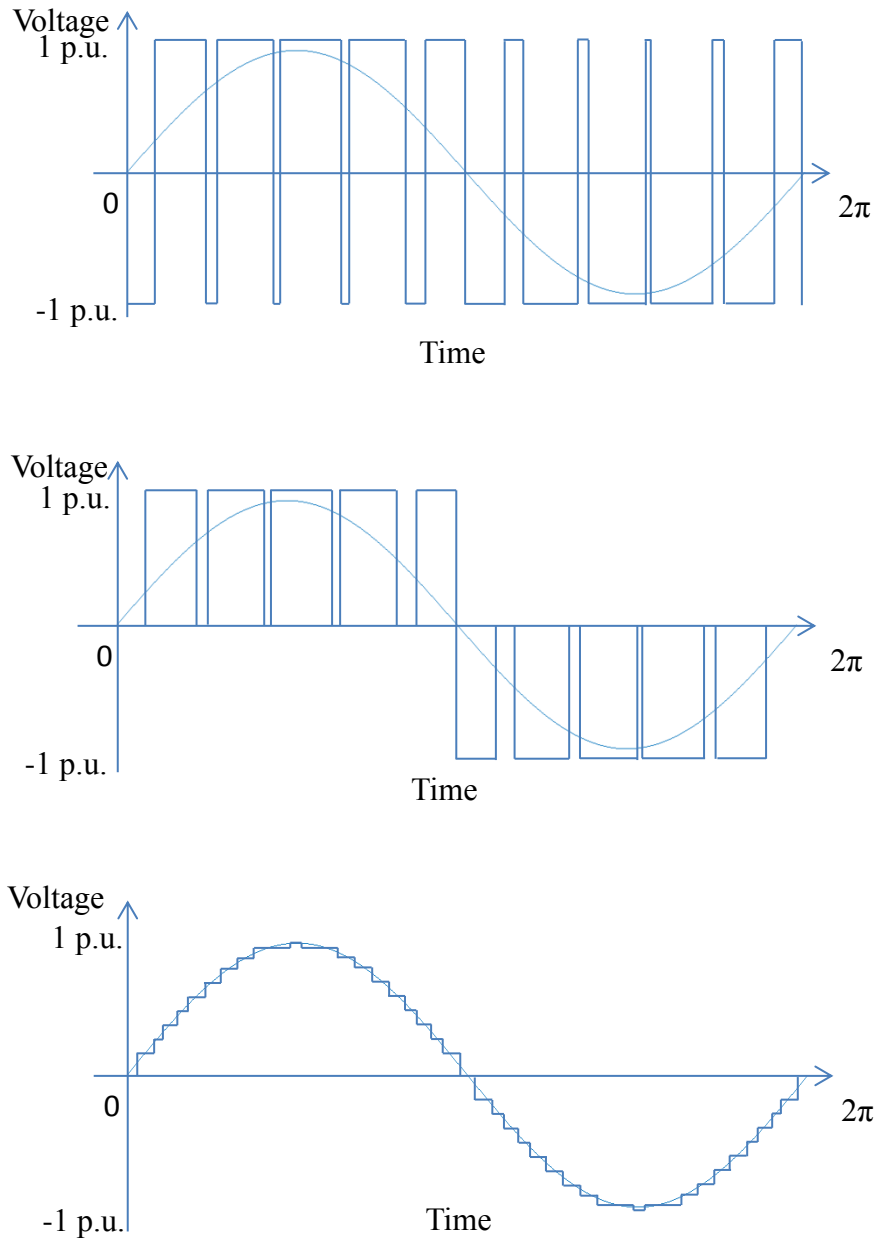 Voltage
1 p.u.
0
2π
-1 p.u.
Time
Voltage
1 p.u.
0
2π
-1 p.u.
Time
Voltage
1 p.u.
0
2π
-1 p.u.
Time